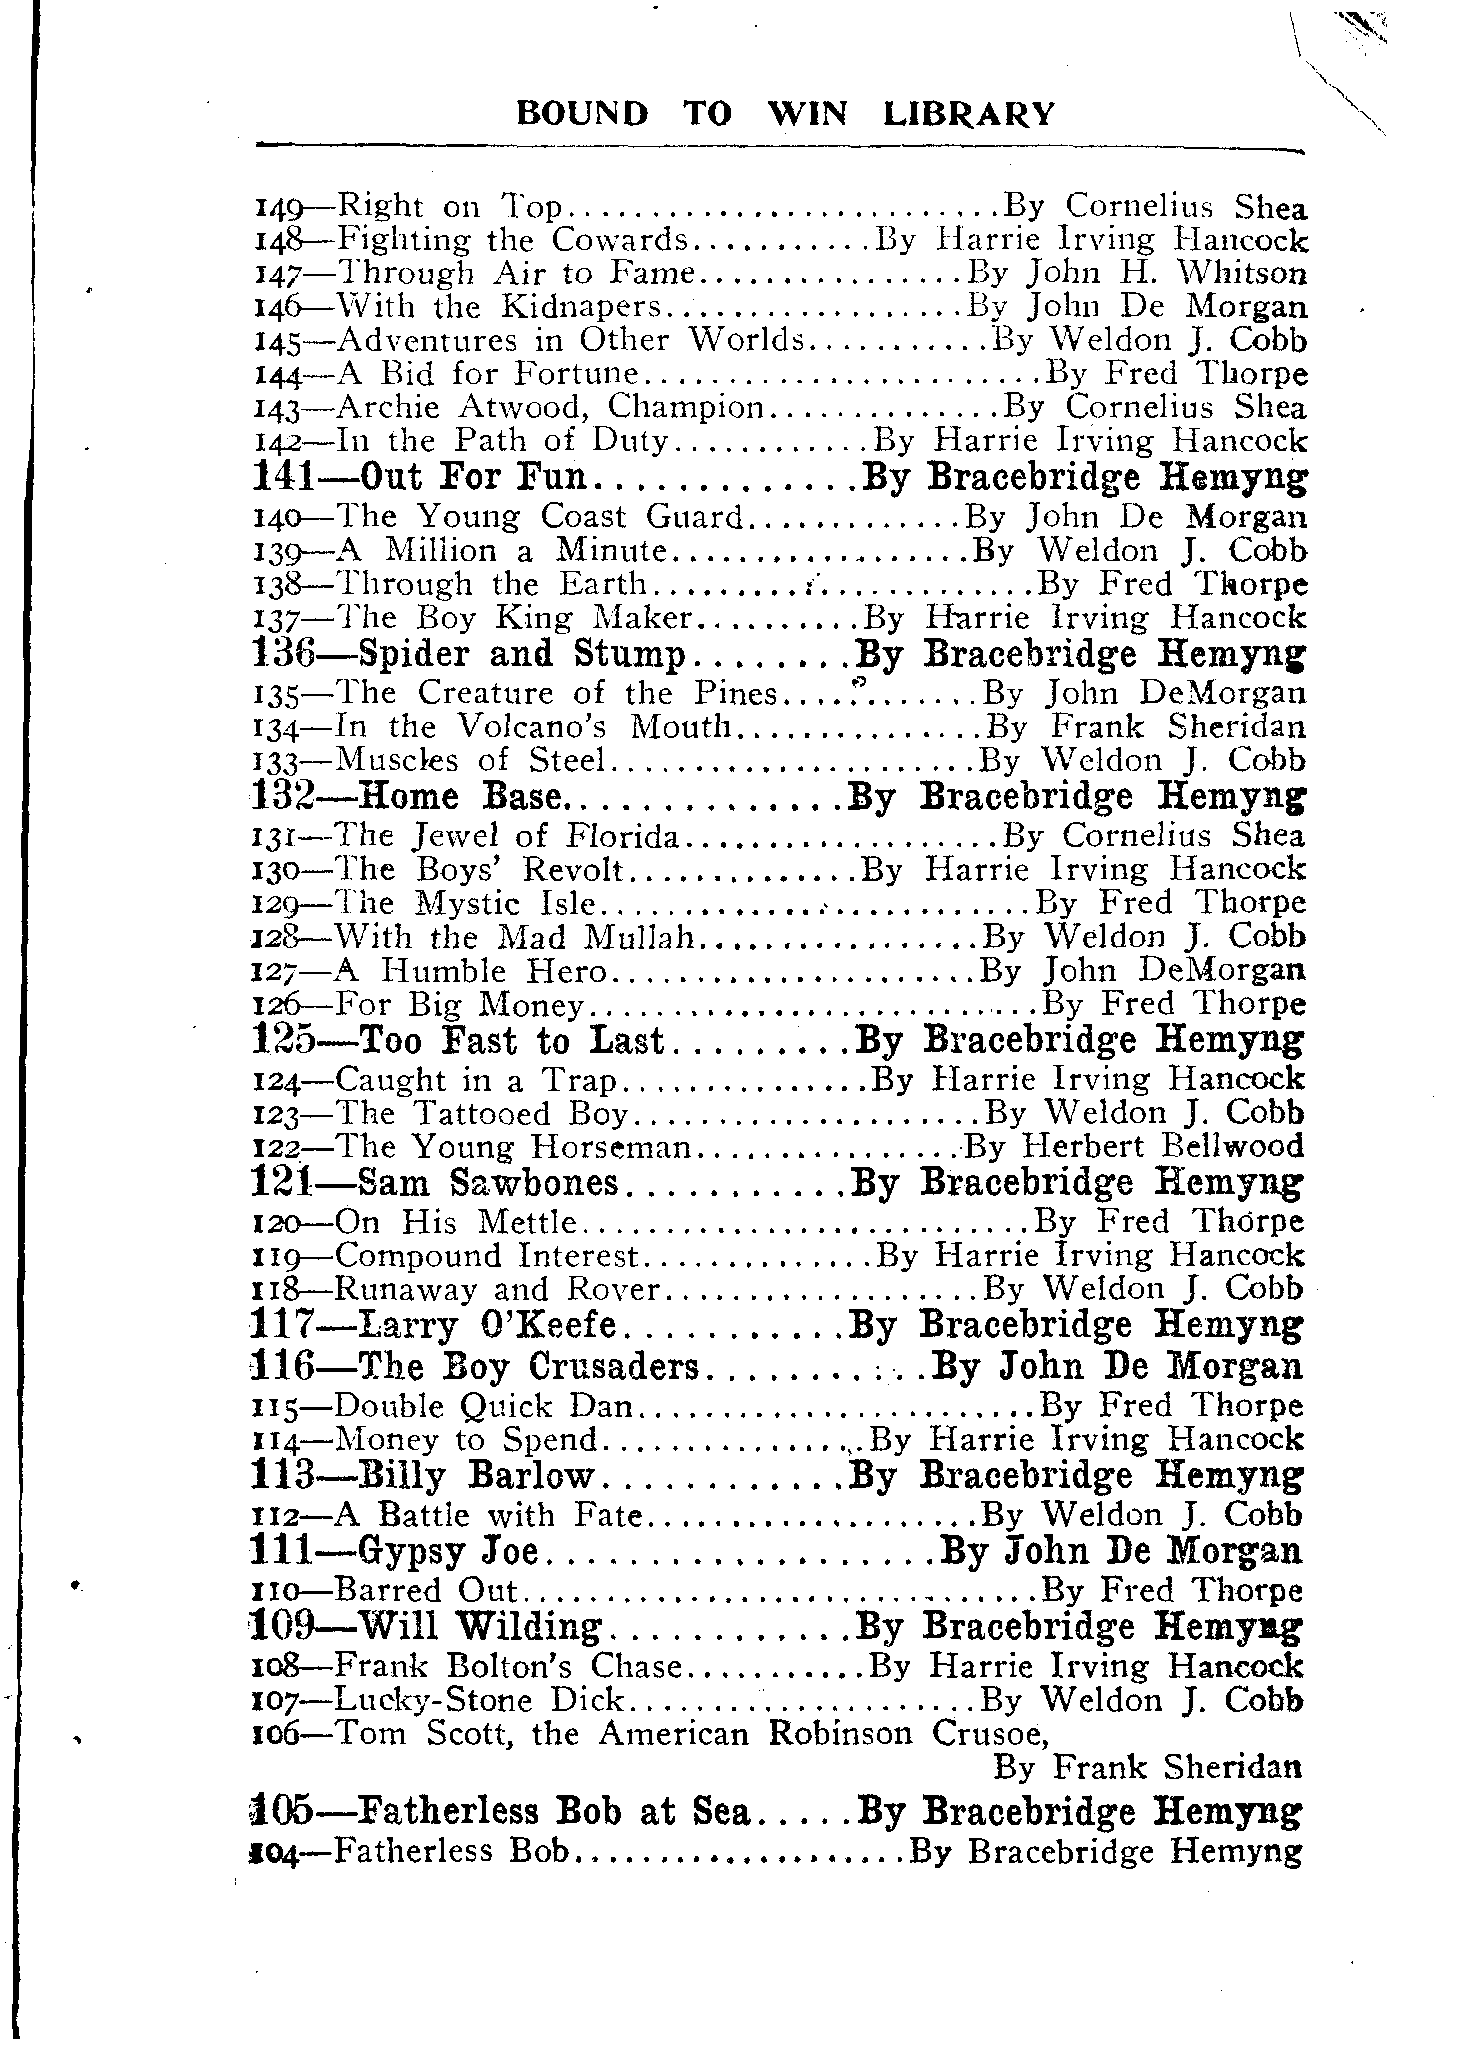 BOUND TO WIN LIBRARY
149—Right on Top..........................By Cornelius Shea
148—Fighting the Cowards...........By Harrie Irving Hancock
147—Through Air to Fame................By John H. Whitson
146—With the Kidnapers..................By John De Morgan
145—Adventures in Other Worlds...........By Weldon J. Cobb
144—A Bid for Fortune........................By Fred Thorpe
143—Archie Atwood, Champion..............By Cornelius Shea
142—In the Path of Duty............By Harrie Irving Hancock
141—Out For Fun.............By Bracebridge Hemyng
140—The Young Coast Guard.............By John De Morgan
139—A Million a Minute..................By Weldon J. Cobb
138—Through the Earth.......................By Fred Thorpe
137—The Boy King Maker..........By Harrie Irving Hancock
136—Spider and Stump........By Bracebridge Hemyng
135—The Creature of the Pines............By John DeMorgan
134—In the Volcano's Mouth...............By Frank Sheridan
133—Muscles of Steel......................By Weldon J. Cobb
132—Home Base..............By Bracebridge Hemyng
131—The Jewel of Florida...................By Cornelius Shea
130—The Boys' Revolt..............By Harrie Irving Hancock
129—The Mystic Isle..........................By Fred Thorpe
128—With the Mad Mullah.................By Weldon J. Cobb
127—A Humble Hero......................By John DeMorgan
126—For Big Money...........................By Fred Thorpe
125—Too Fast to Last.........By Bracebridge Hemyng
124—Caught in a Trap...............By Harrie Irving Hancock
123—The Tattooed Boy.....................By Weldon J. Cobb
122—The Young Horseman................By Herbert Bellwood
121—Sam Sawbones...........By Bracebridge Hemyng
120—On His Mettle...........................By Fred Thorpe
119—Compound Interest..............By Harrie Irving Hancock
118—Runaway and Rover...................By Weldon J. Cobb
117—Larry O'Keefe...........By Bracebridge Hemyng
116—The Boy Crusaders...........By John De Morgan
115—Double Quick Dan........................By Fred Thorpe
114—Money to Spend................By Harrie Irving Hancock
113—Billy Barlow............By Bracebridge Hemyng
112—A Battle with Fate....................By Weldon J. Cobb
111—Gypsy Joe..................By John De Morgan
110—Barred Out...............................By Fred Thorpe
109—Will Wilding............By Bracebridge Hemyng
108—Frank Bolton's Chase...........By Harrie Irving Hancock
107—Lucky-Stone Dick.....................By Weldon J. Cobb
106—Tom Scott, the American Robinson Crusoe,
By Frank Sheridan
105—Fatherless Bob at Sea.....By Bracebridge Hemyng
104—Fatherless Bob....................By Bracebridge Hemyng